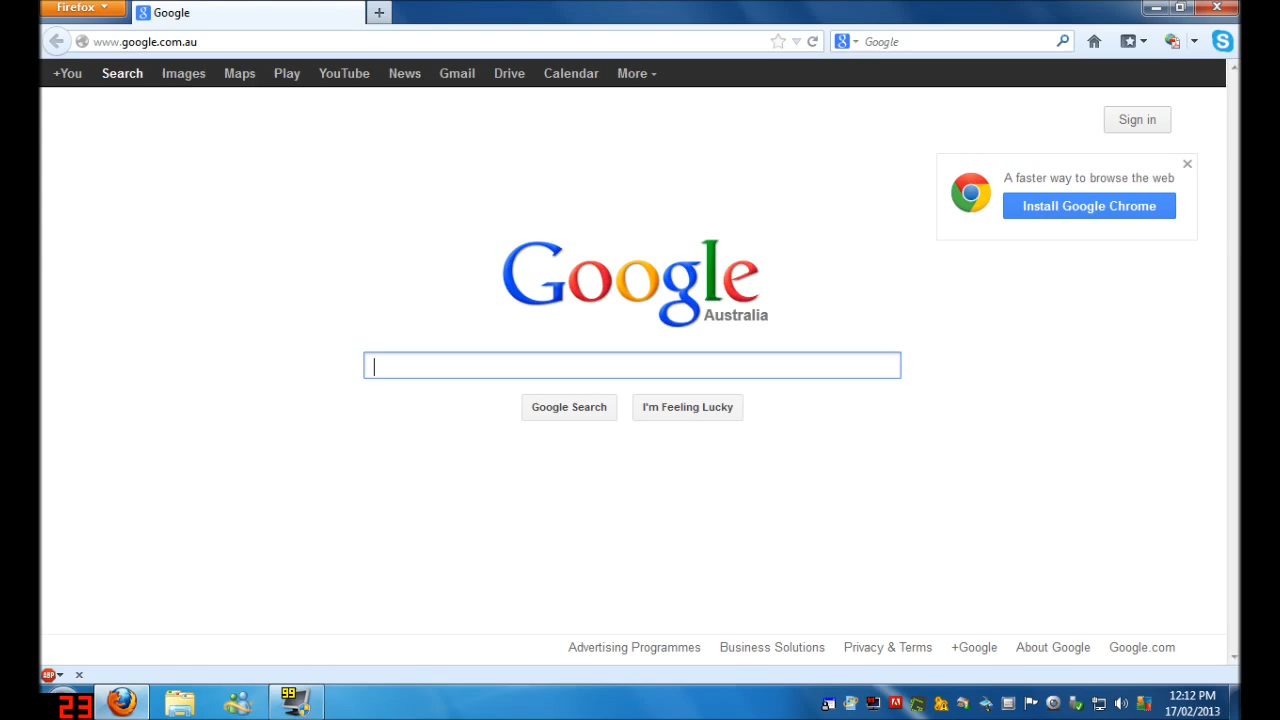 Firefox
Google
www.google.com.au
Google
+You Search Images Maps Play YouTube News Gmail Drive Calendar More
Sign in
A faster way to browse the web
Install Google Chrome
Google
Australia
Google Search
I'm Feeling Lucky
Advertising Programmes Business Solutions Privacy & Terms +Google About Google Google.com
ABP
23
99
12:12 PM
17/02/2013